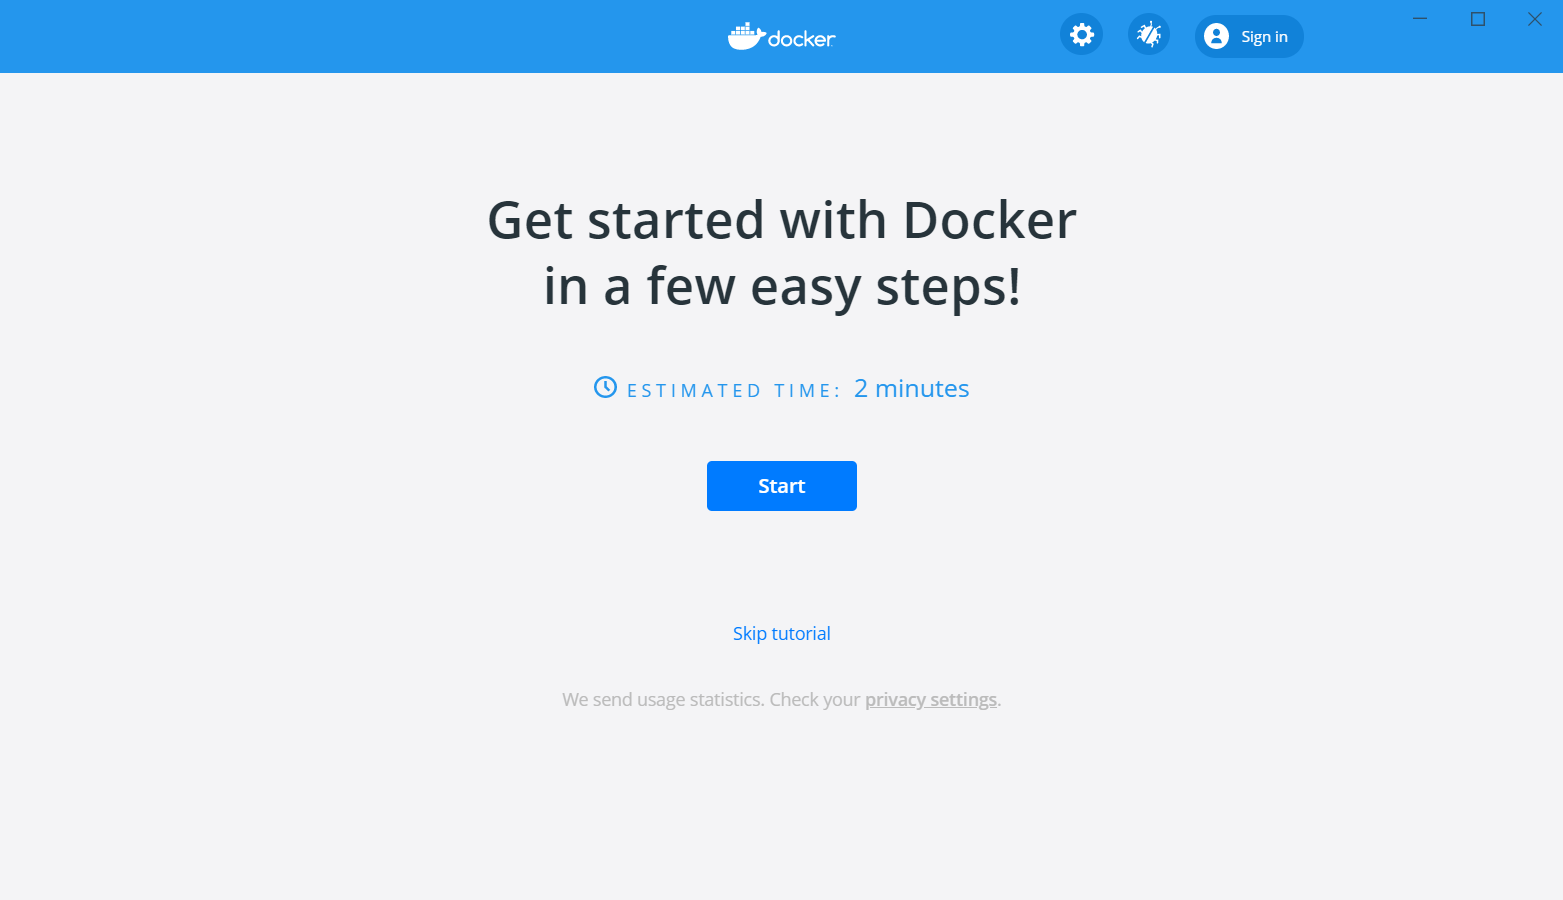 docker
Sign in
Get started with Docker
in a few easy steps!
ESTIMATED TIME: 2 minutes
Start
Skip tutorial
We send usage statistics. Check your privacy settings.